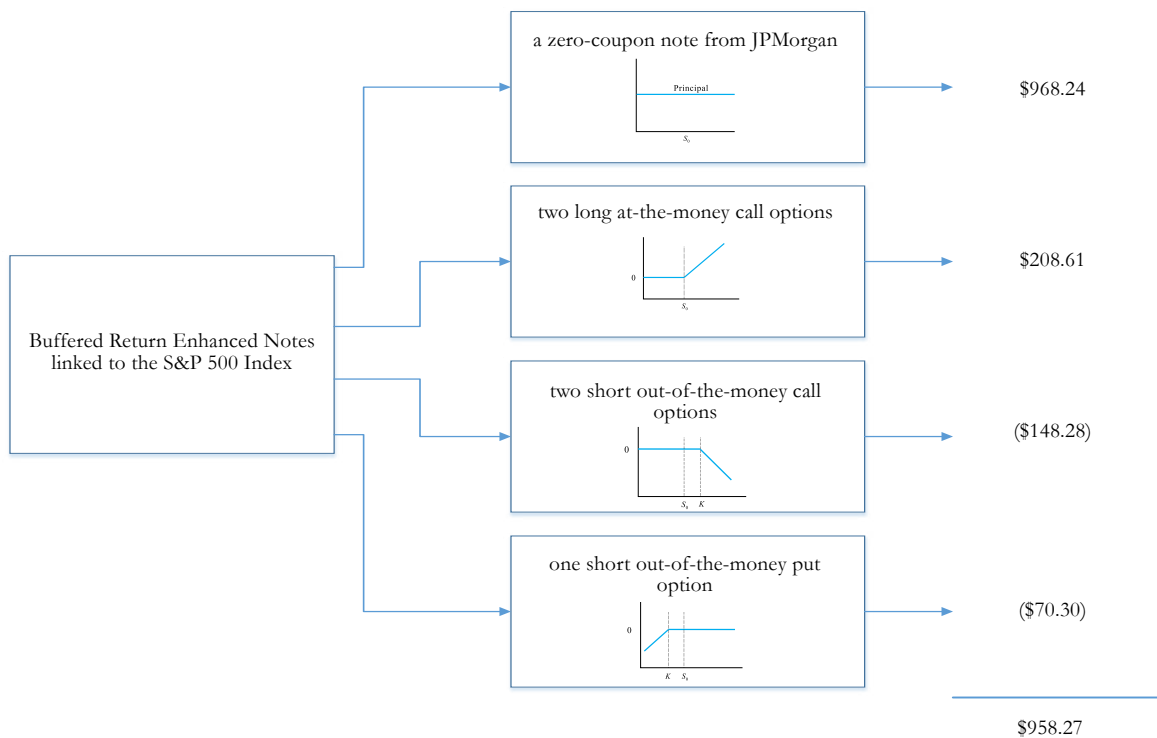 a zero-coupon note from JPMorgan
Principal
S0
$968.24
two long at-the-money call options
0
S0
$208.61
Buffered Return Enhanced Notes
linked to the S&P 500 Index
two short out-of-the-money call
options
0
S0 K
($148.28)
one short out-of-the-money put
option
0
K S0
($70.30)
$958.27